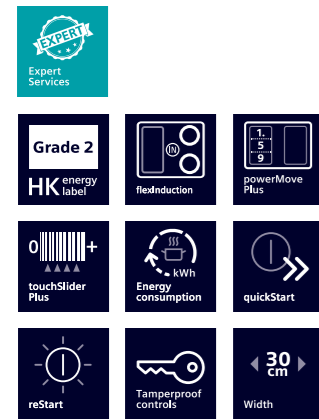 EXPERT
Expert
Services
Grade 2
HK energy
label
IN
flexInduction
1.
5
9
powerMove
Plus
0 +
touchSlider
Plus
kWh
Energy
consumption
quickStart
reStart
Tamperproof
controls
30
cm
Width